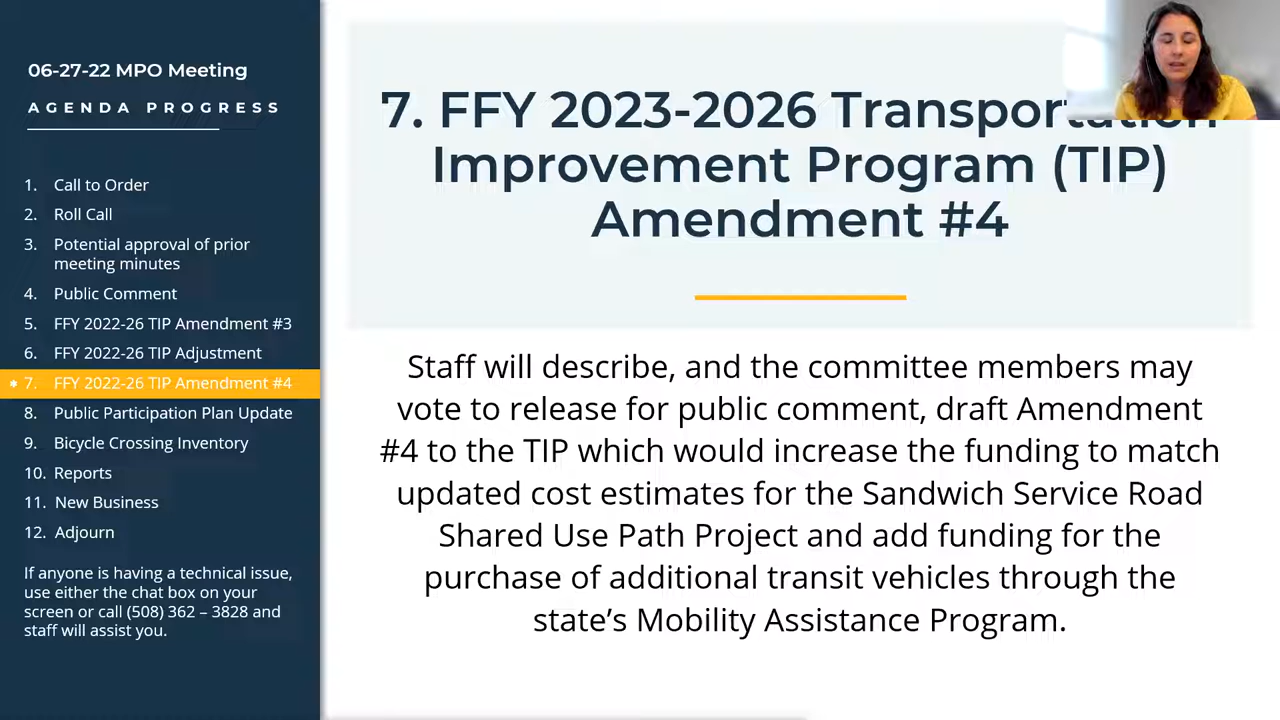 06-27-22 MPO Meeting
AGENDA PROGRESS
1. Call to Order
2. Roll Call
3. Potential approval of prior
meeting minutes
4. Public Comment
5. FFY 2022-26 TIP Amendment #3
6. FFY 2022-26 TIP Adjustment
* 7. FFY 2022-26 TIP Amendment #4
8. Public Participation Plan Update
9. Bicycle Crossing Inventory
10. Reports
11. New Business
12. Adjourn
If anyone is having a technical issue,
use either the chat box on your
screen or call (508) 362 – 3828 and
staff will assist you.
7. FFY 2023-2026 Transportation
Improvement Program (TIP)
Amendment #4
Staff will describe, and the committee members may
vote to release for public comment, draft Amendment
#4 to the TIP which would increase the funding to match
updated cost estimates for the Sandwich Service Road
Shared Use Path Project and add funding for the
purchase of additional transit vehicles through the
state’s Mobility Assistance Program.